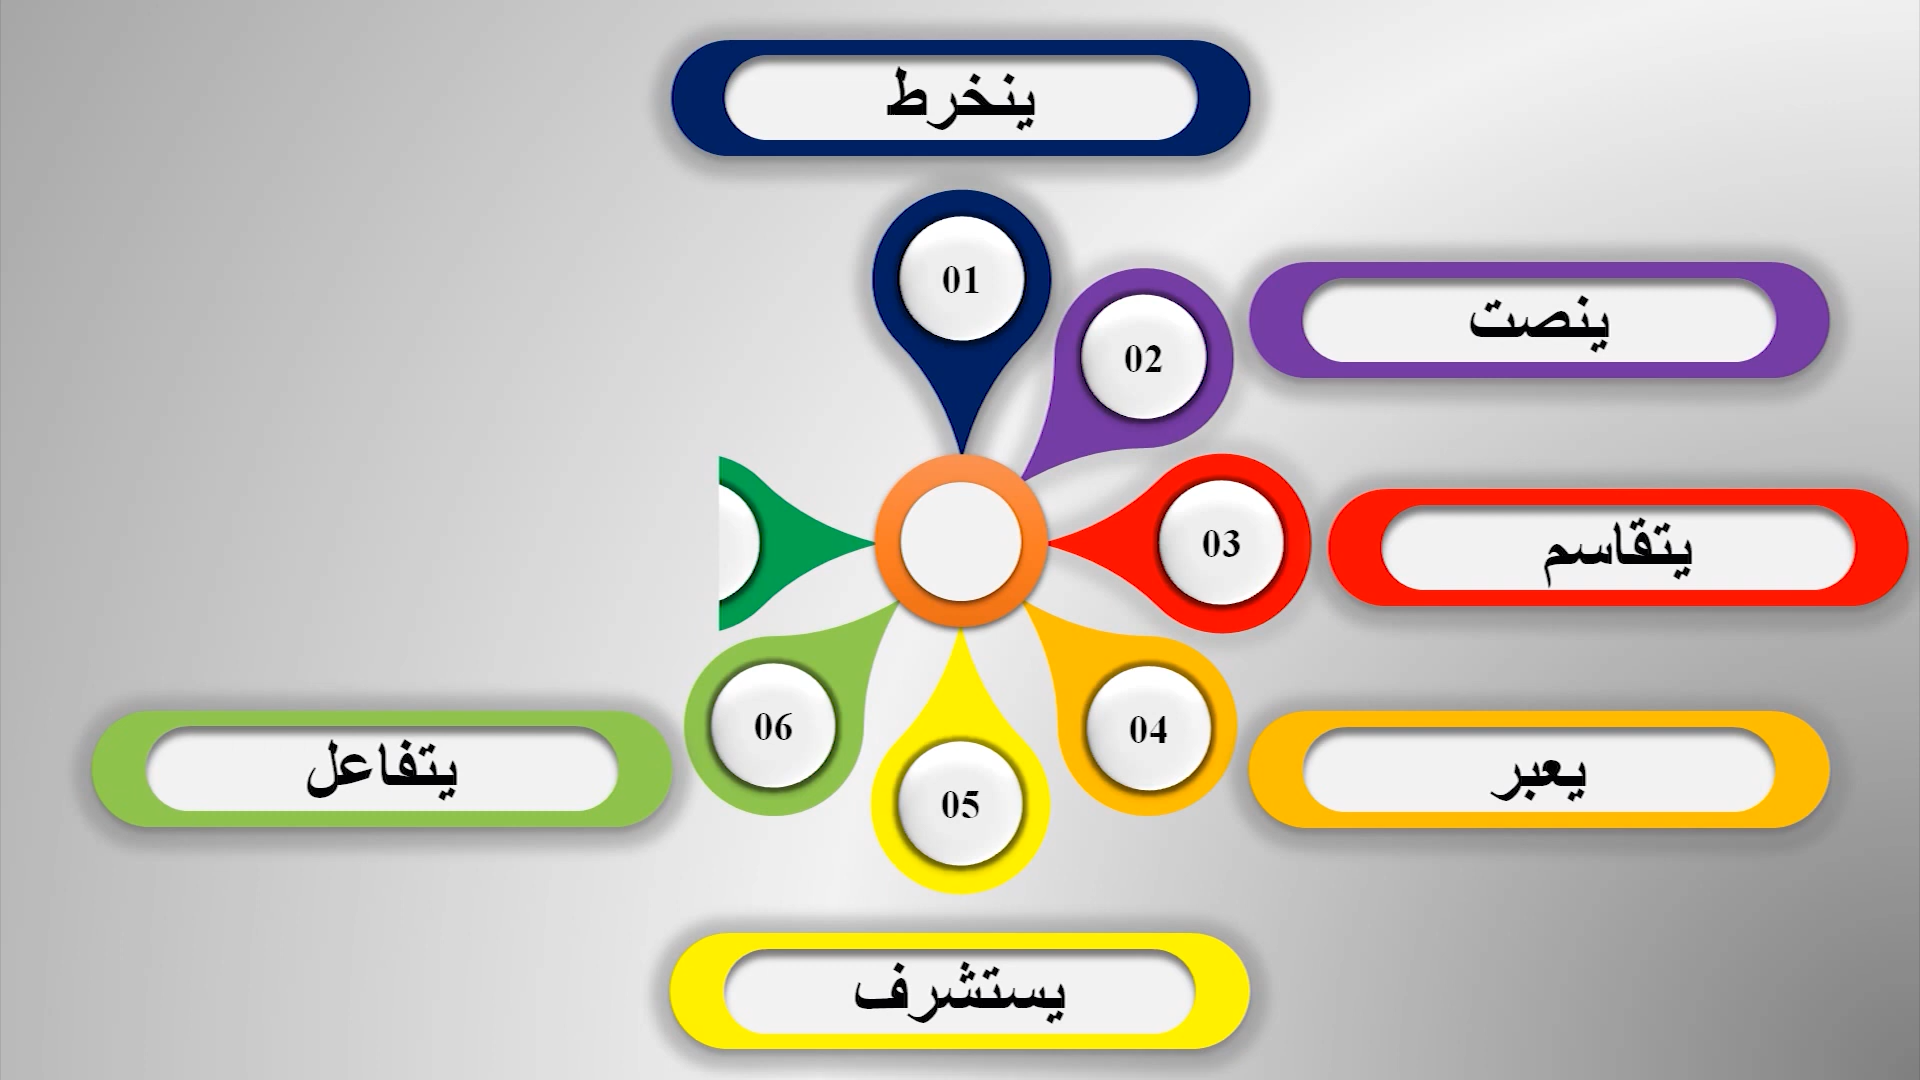 ينخرط
01
02
ينصت
03
يتقاسم
04
يعبر
05
يستشرف
06
يتفاعل